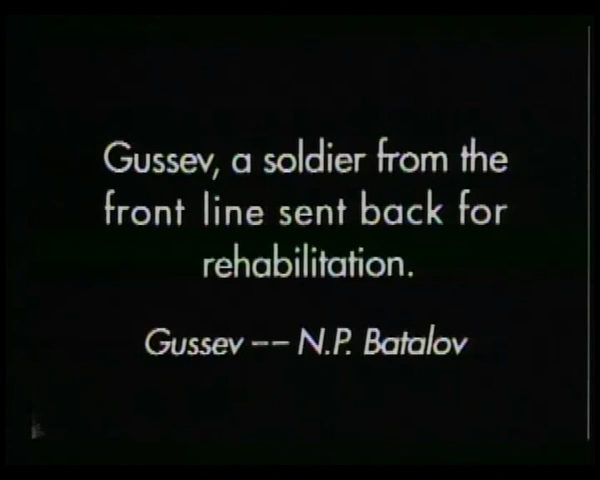 Gussev, a soldier from the
front line sent back for
rehabilitation.
Gussev -- N.P. Batalov